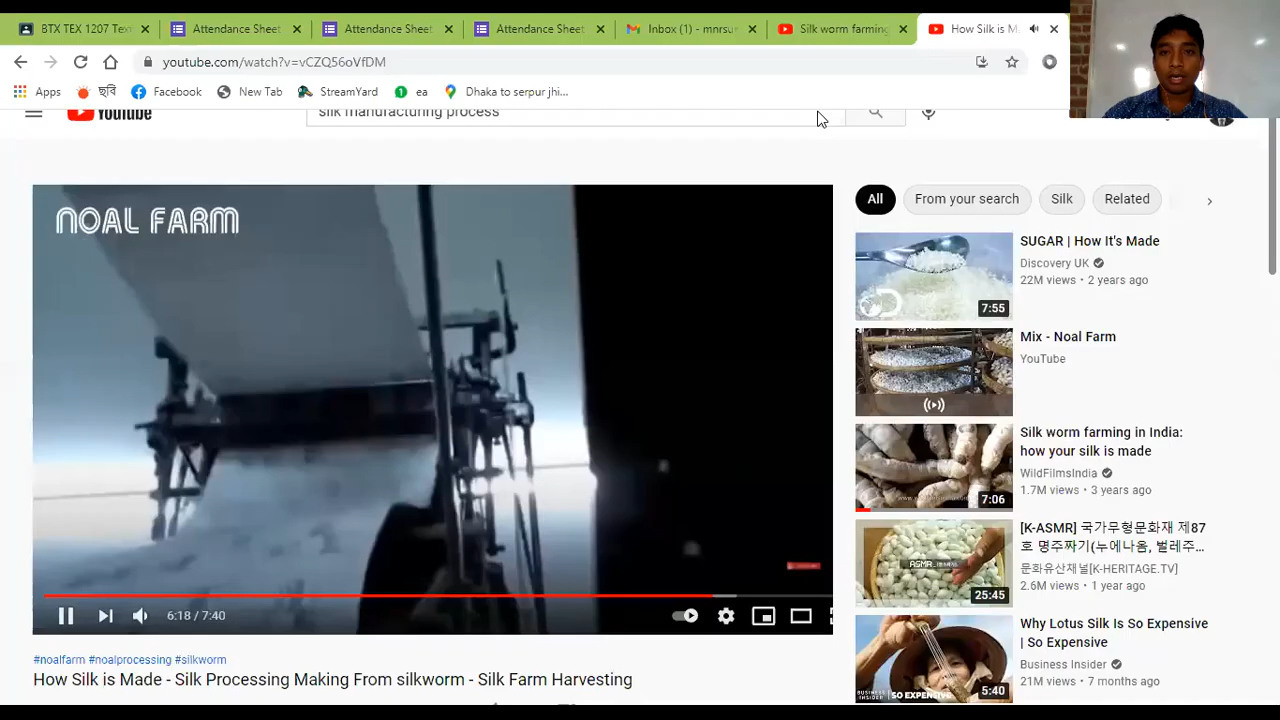 BTX TEX 1207 Tex
Attendance Sheet
Attendance Sheet
Attendance Sheet
Inbox (1) - mnrsu
Silk worm farming
How Silk is M
youtube.com/watch?v=vCZQ56oVfDM
Apps
ছবি
Facebook
New Tab
StreamYard
ea
Dhaka to serpur jhi...
YouTube
silk manufacturing process
NOAL FARM
All
From your search
Silk
Related
SUGAR | How It's Made
Discovery UK
22M views • 2 years ago
7:55
Mix - Noal Farm
YouTube
Silk worm farming in India:
how your silk is made
WildFilmsIndia
1.7M views • 3 years ago
7:06
[K-ASMR] 국가무형문화재 제87
호 명주짜기(누에나옴, 벌레주...
문화유산채널[K-HERITAGE.TV]
2.6M views • 1 year ago
25:45
Why Lotus Silk Is So Expensive
| So Expensive
Business Insider
21M views • 7 months ago
BUSINESS INSIDER
SO EXPENSIVE
5:40
6:18 / 7:40
#noalfarm #noalprocessing #silkworm
How Silk is Made - Silk Processing Making From silkworm - Silk Farm Harvesting